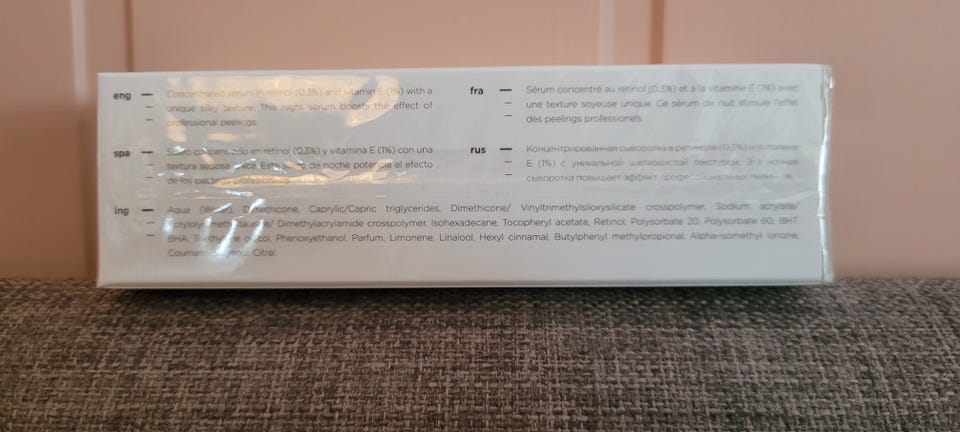 eng
Concentrated serum in retinol (0.3%) and vitamin E (1%) with a
unique silky texture. This night serum boosts the effect of
professional peelings.
fra
Sérum concentré au retinol (0.3%) et à la vitamine E (1%) avec
une texture soyeuse unique. Ce sérum de nuit stimule l'effet
des peelings professionels.
spa
concentrado en retinol (0.3%) y vitamina E (1%) con una
textura sedosa única. Este suero de noche potencia el efecto
de los
rus
Концентрированная сыворотка в ретиноле (0.3%) и витамине
E (1%) с уникальной шелковистой текстурой. Эта ночная
сыворотка повышает эффект профессиональных
ing
Aqua (Water), Dimethicone, Caprylic/Capric triglycerides, Dimethicone/ Vinyltrimethylsiloxysilicate crosspolymer, Sodium acrylate/
Dimethylacrylamide crosspolymer, Isohexadecane, Tocopheryl acetate, Retinol, Polysorbate 20, Polysorbate 60, BHT,
BHA, Phenoxyethanol, Parfum, Limonene, Linalool, Hexyl cinnamal, Butylphenyl methylpropional, Alpha-isomethyl ionone,
Citral.